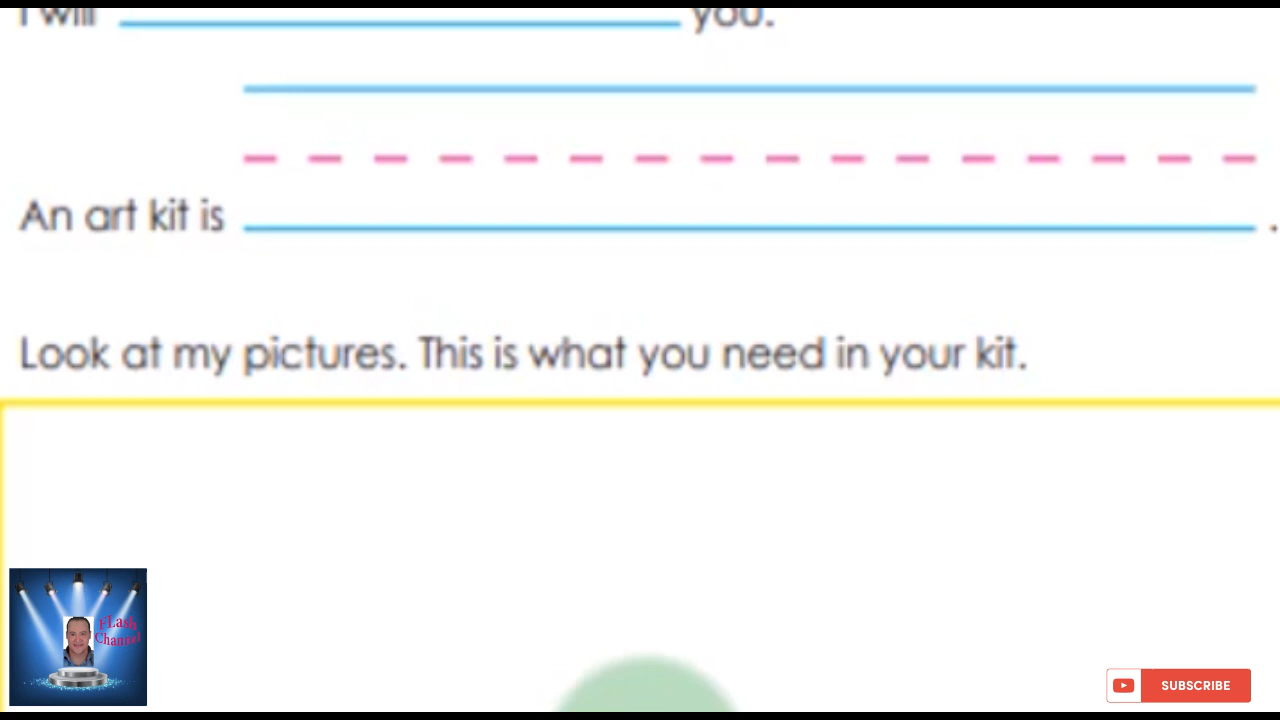 I will you.
An art kit is .
Look at my pictures. This is what you need in your kit.
FLash
Channel
SUBSCRIBE